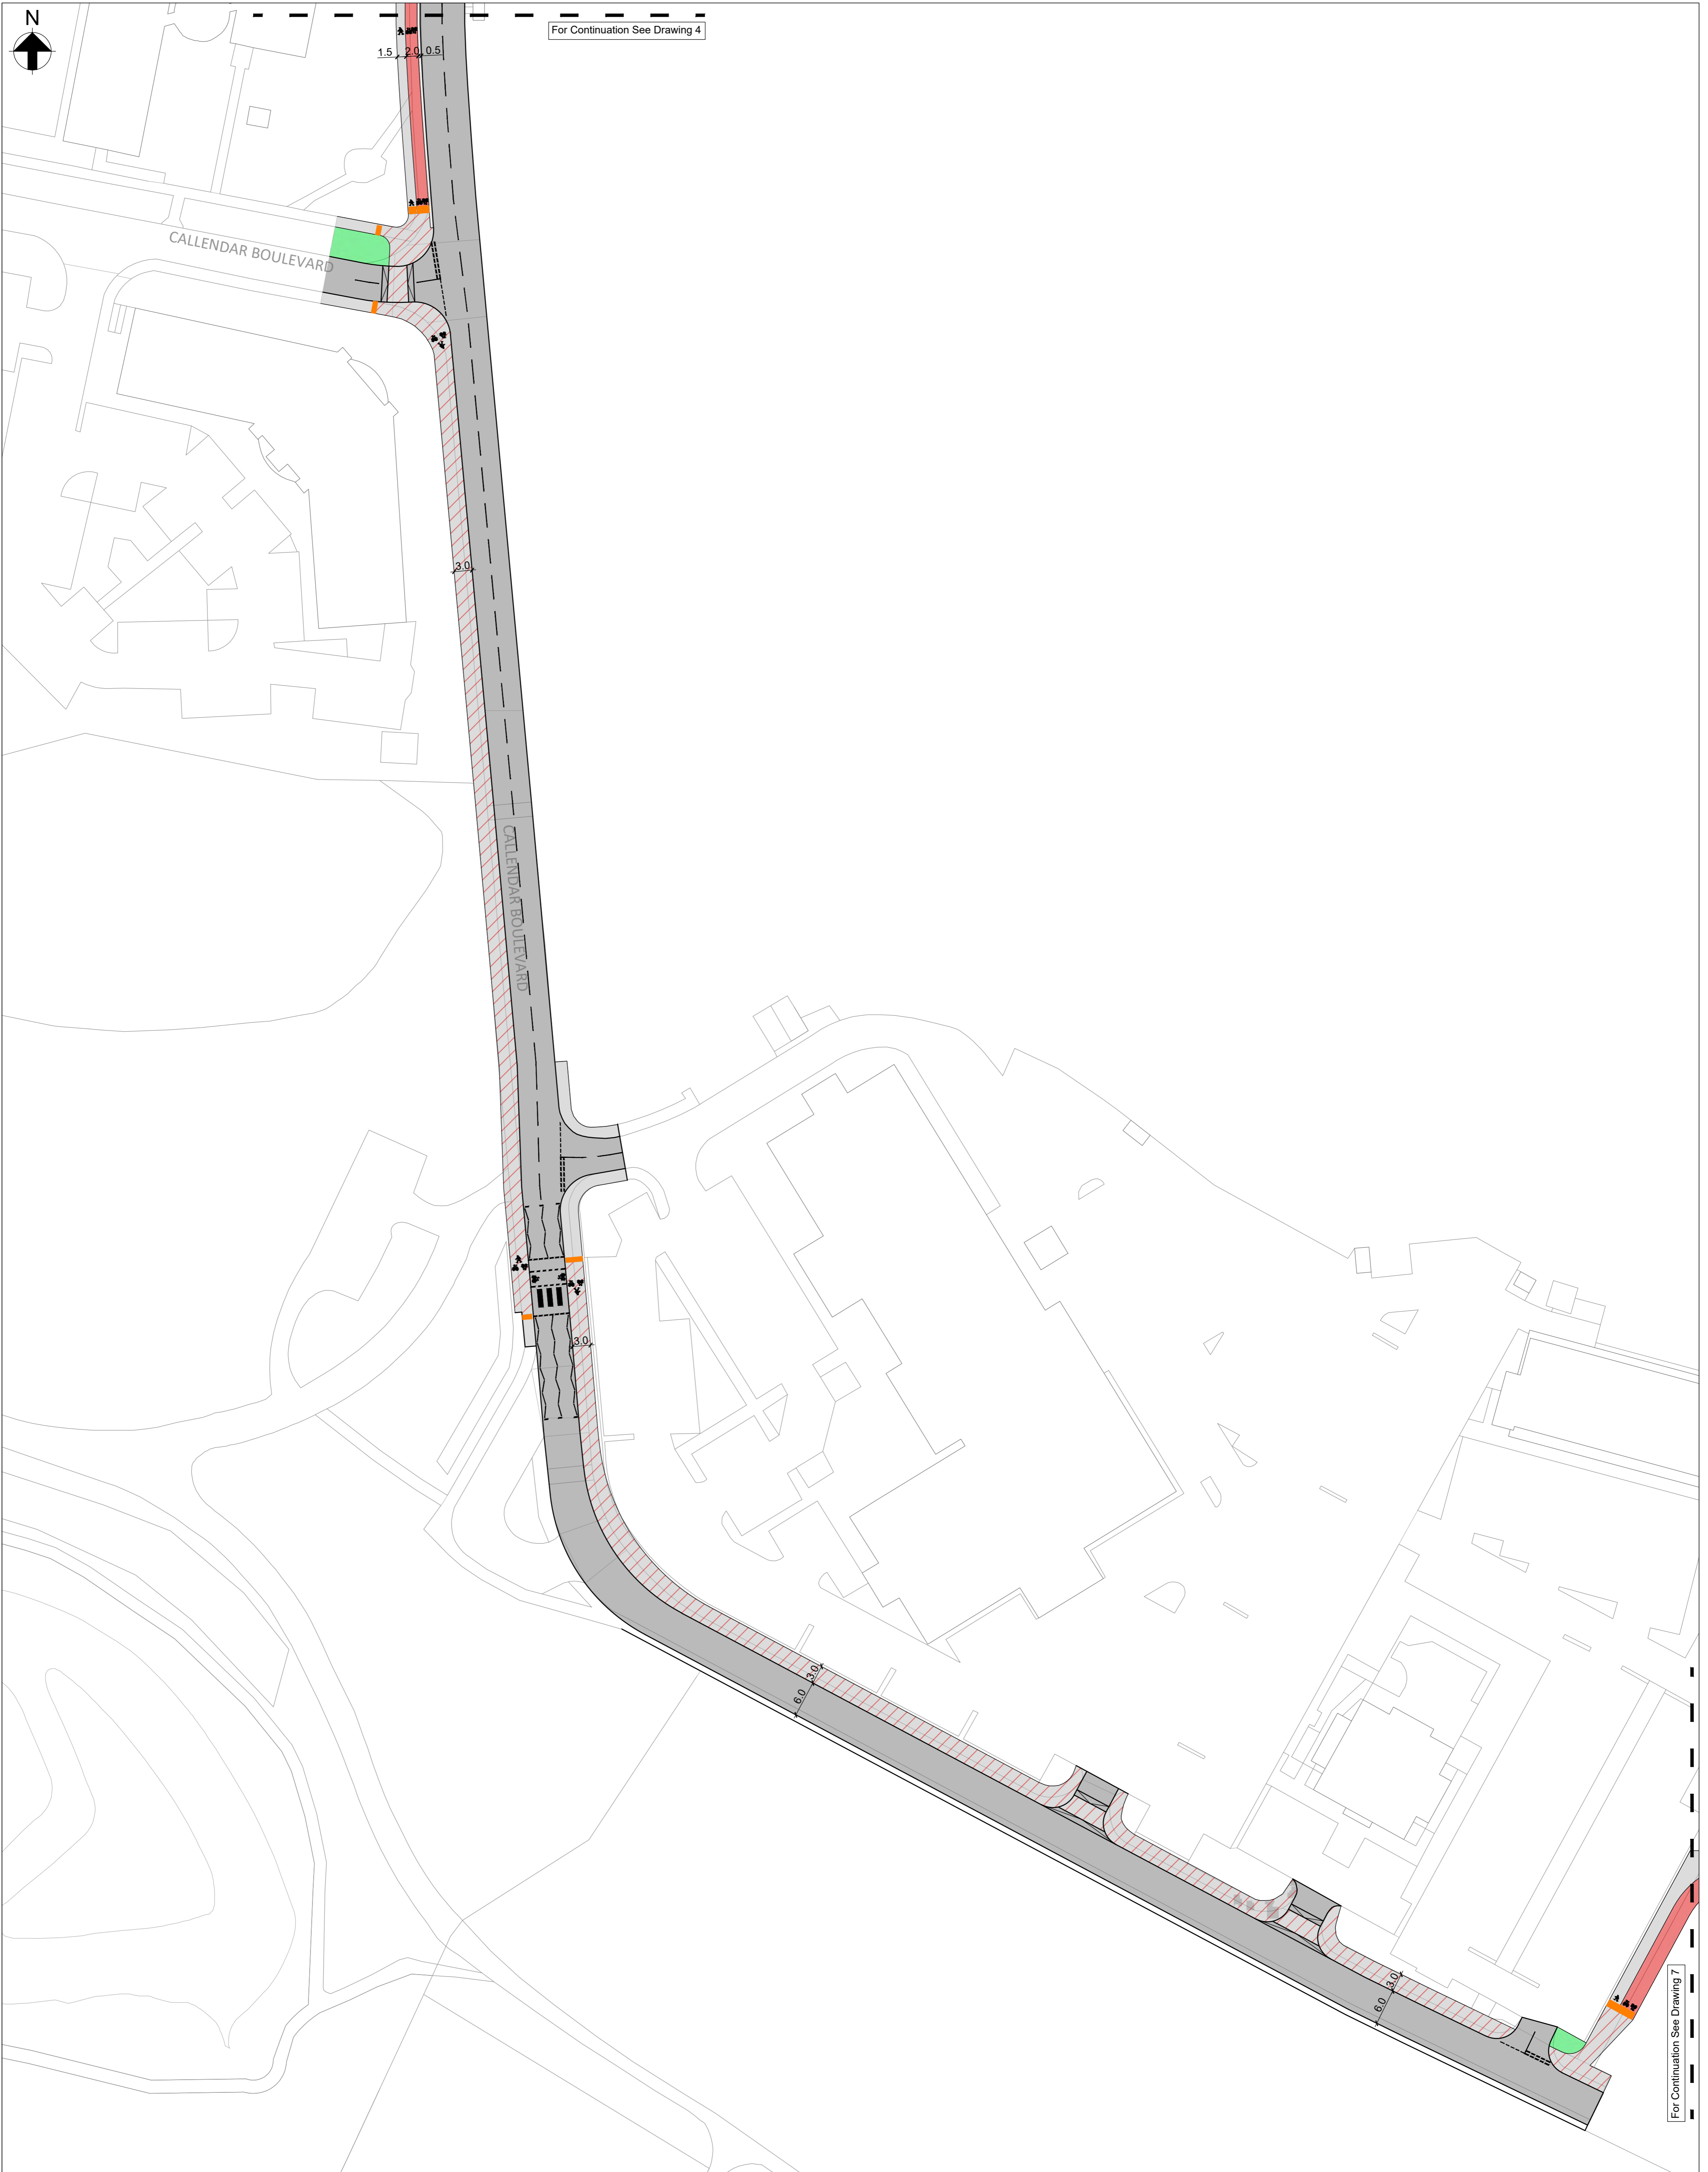 N
For Continuation See Drawing 4
1.5 2.0 0.5
CALLENDAR BOULEVARD
3.0
CALLENDAR BOULEVARD
3.0
3.0
6.0
3.0
6.0
For Continuation See Drawing 7